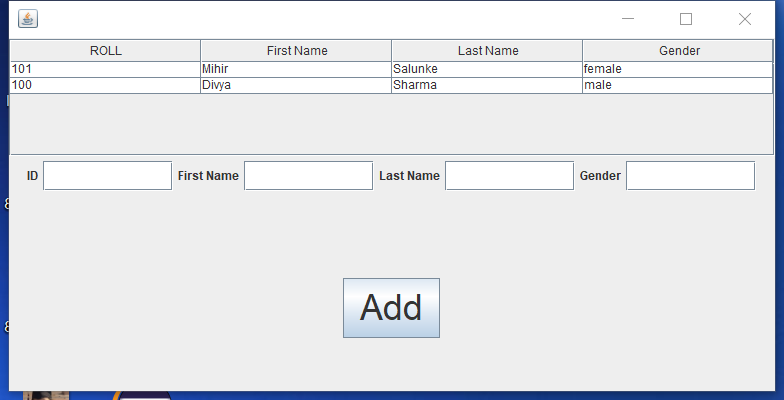 ROLL First Name Last Name Gender
101 Mihir Salunke female
100 Divya Sharma male
ID First Name Last Name Gender
Add